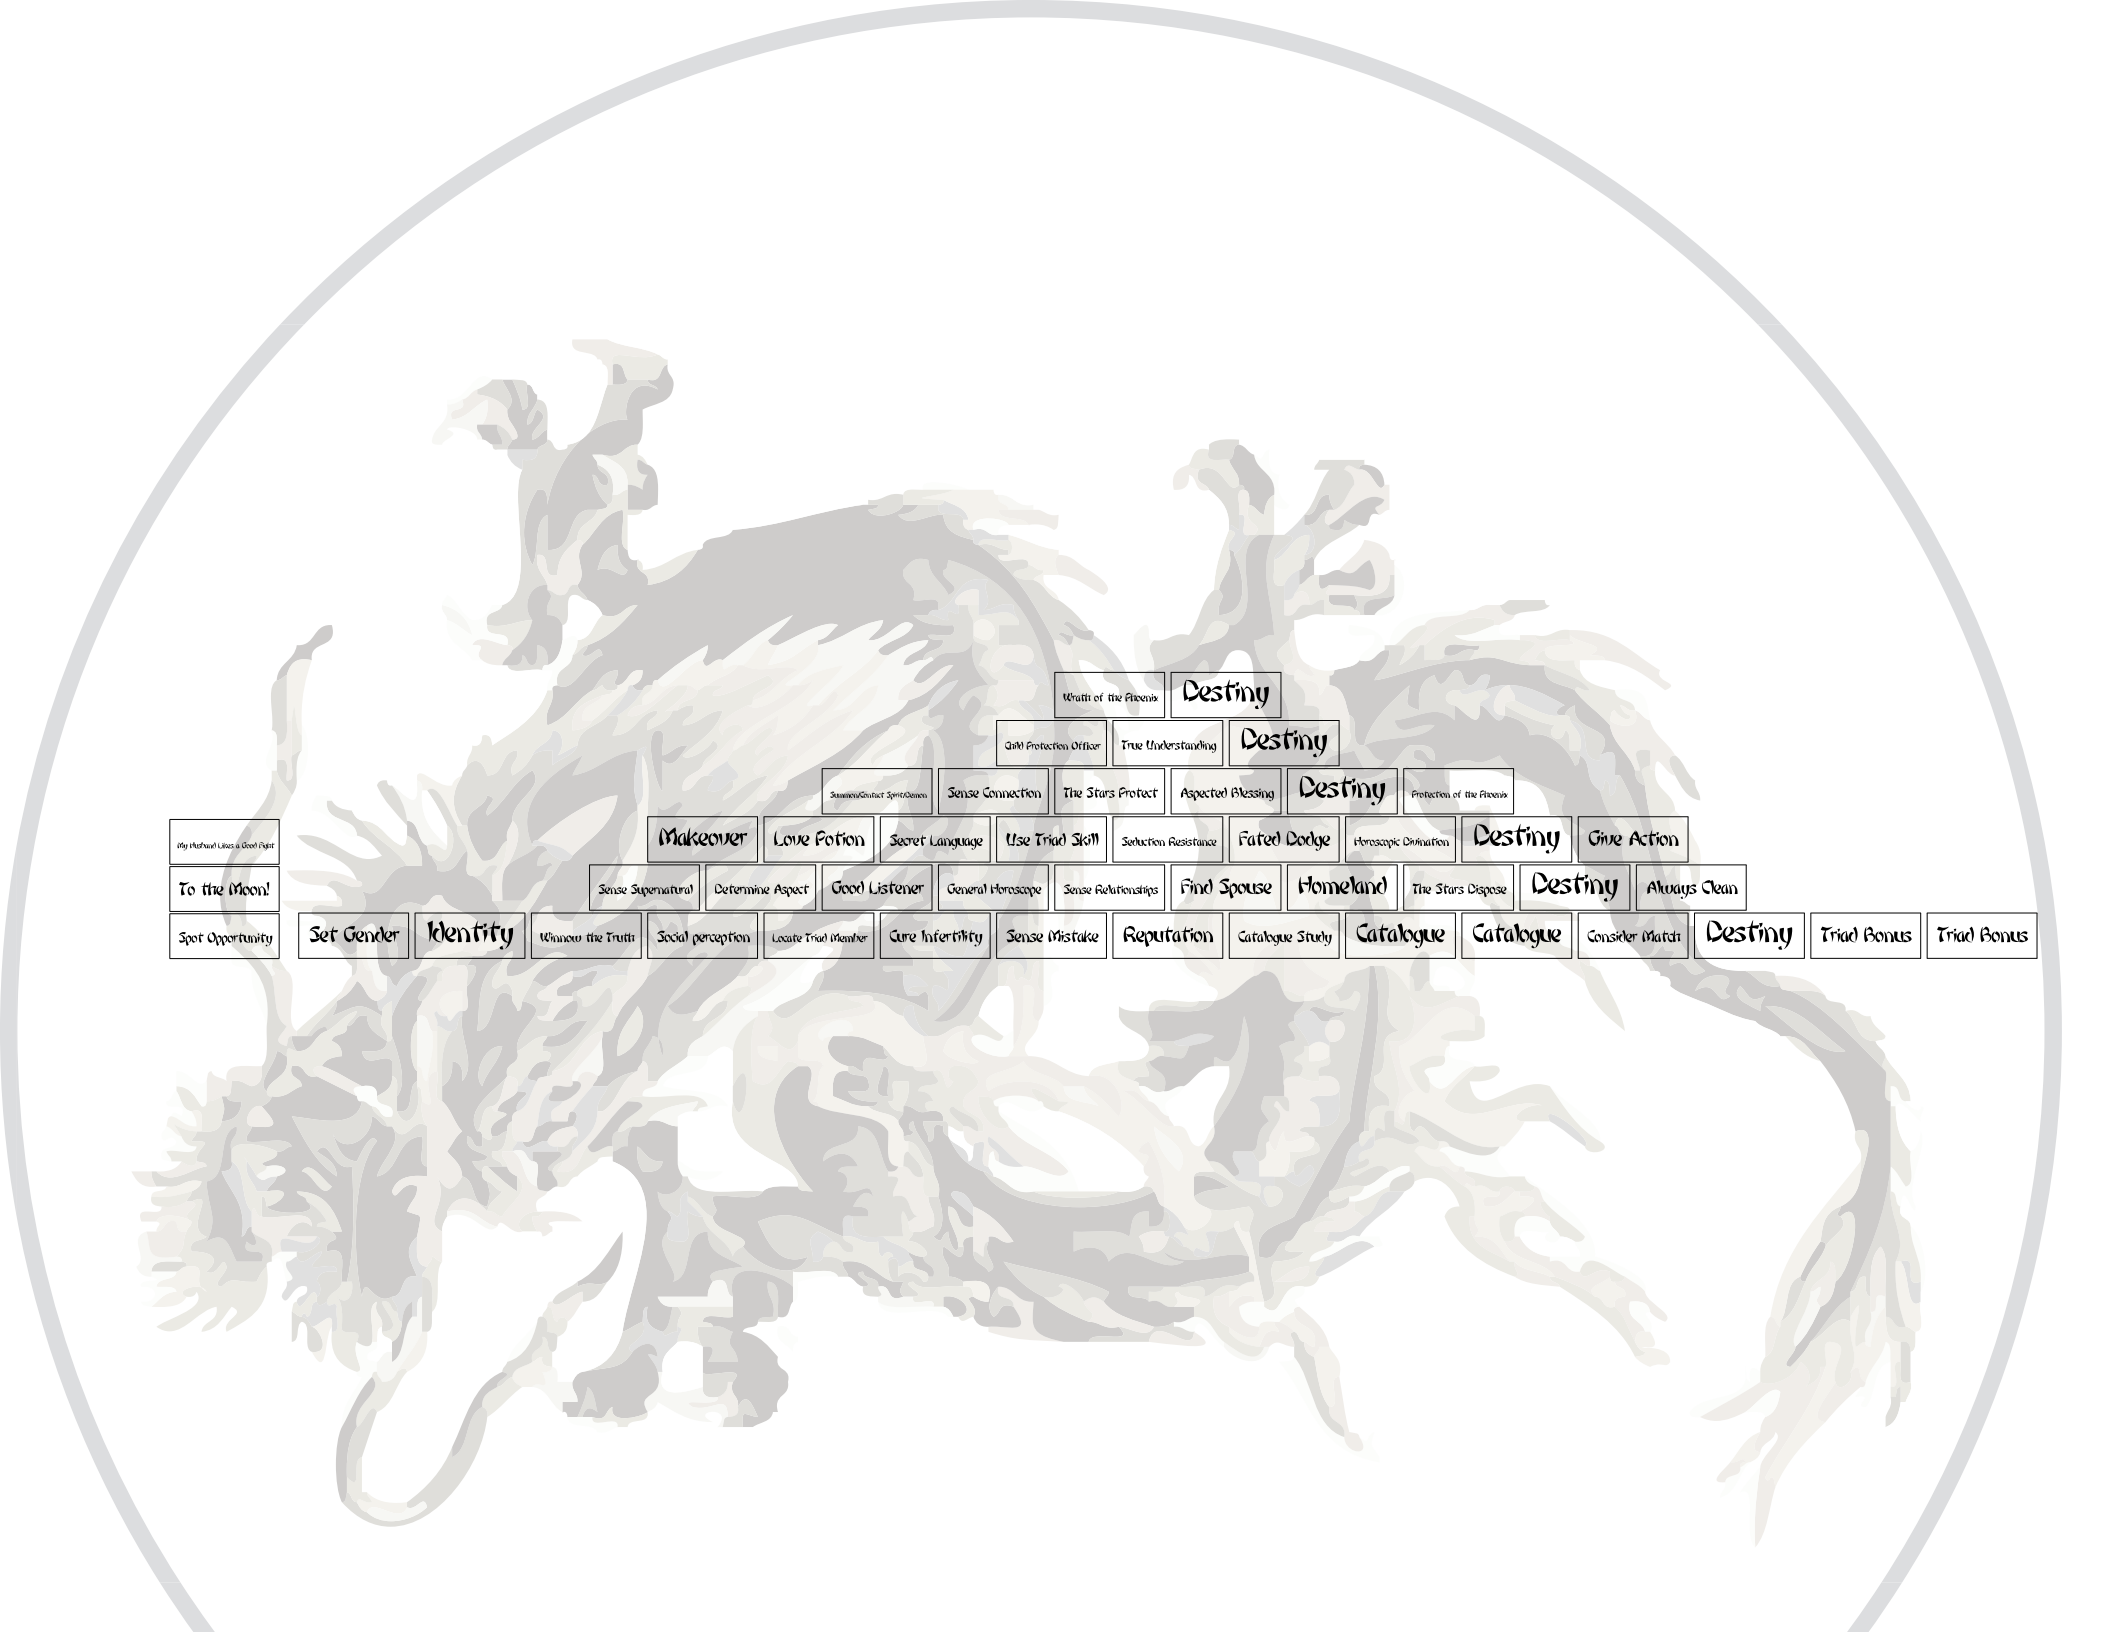 Wrath of the Phoenix Destiny
Child Protection Officer True Understanding Destiny
Summon/Contact Spirit/Demon Sense Connection The Stars Protect Aspected Blessing Destiny Protection of the Phoenix
My Husband Likes a Good Fight Makeover Love Potion Secret Language Use Triad Skill Seduction Resistance Fated Dodge Horoscopic Divination Destiny Give Action
To the Moon! Sense Supernatural Determine Aspect Good Listener General Horoscope Sense Relationships Find Spouse Homeland The Stars Dispose Destiny Always Clean
Spot Opportunity Set Gender Identity Winnow the Truth Social perception Locate Triad Member Cure Infertility Sense Mistake Reputation Catalogue Study Catalogue Catalogue Consider Match Destiny Triad Bonus Triad Bonus